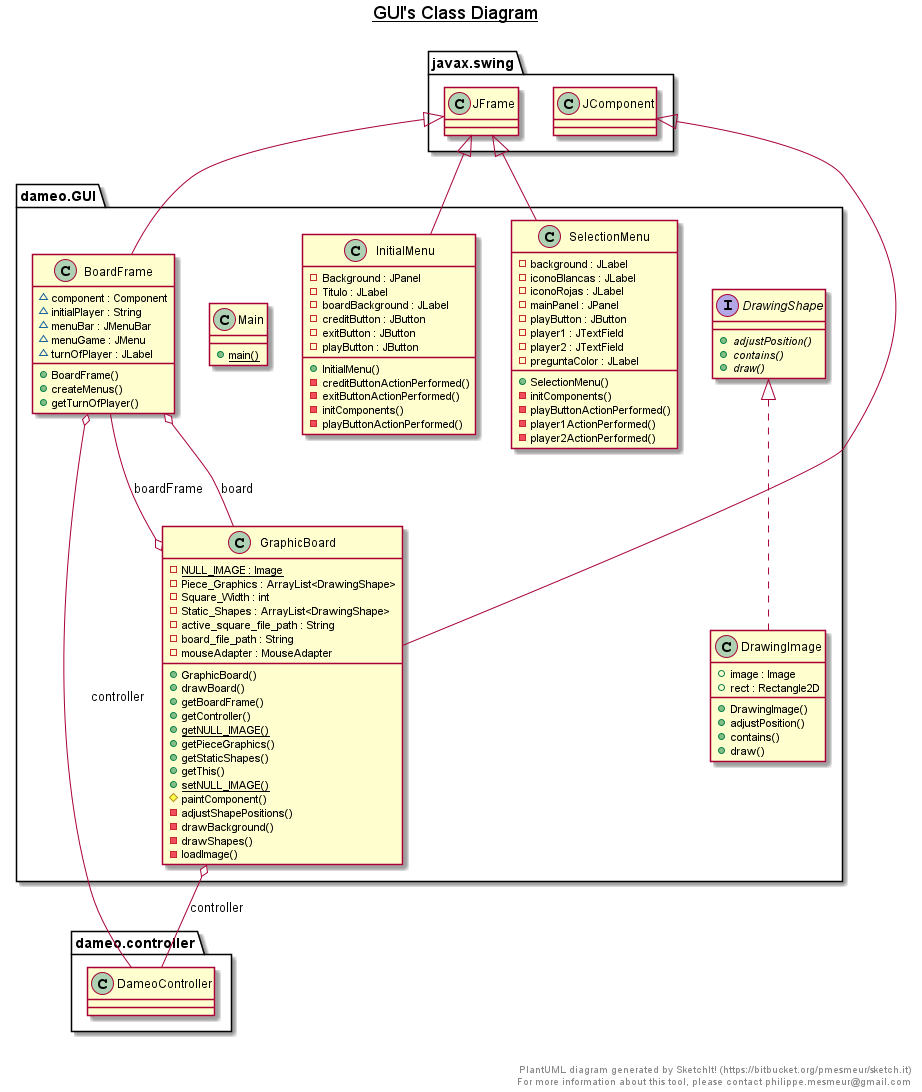 GUI's Class Diagram
javax.swing
C JFrame
C JComponent
dameo.GUI
C BoardFrame
component : Component
initialPlayer : String
menuBar : JMenuBar
menuGame : JMenu
turnOfPlayer : JLabel
BoardFrame()
createMenus()
getTurnOfPlayer()
C Main
main()
C InitialMenu
Background : JPanel
Titulo : JLabel
boardBackground : JLabel
creditButton : JButton
exitButton : JButton
playButton : JButton
InitialMenu()
creditButtonActionPerformed()
exitButtonActionPerformed()
initComponents()
playButtonActionPerformed()
C SelectionMenu
background : JLabel
iconoBlancas : JLabel
iconoRojas : JLabel
mainPanel : JPanel
playButton : JButton
player1 : JTextField
player2 : JTextField
preguntaColor : JLabel
SelectionMenu()
initComponents()
playButtonActionPerformed()
player1ActionPerformed()
player2ActionPerformed()
I DrawingShape
adjustPosition()
contains()
draw()
boardFrame
board
C GraphicBoard
NULL_IMAGE : Image
Piece_Graphics : ArrayList<DrawingShape>
Square_Width : int
Static_Shapes : ArrayList<DrawingShape>
active_square_file_path : String
board_file_path : String
mouseAdapter : MouseAdapter
GraphicBoard()
drawBoard()
getBoardFrame()
getController()
getNULL_IMAGE()
getPieceGraphics()
getStaticShapes()
getThis()
setNULL_IMAGE()
paintComponent()
adjustShapePositions()
drawBackground()
drawShapes()
loadImage()
C DrawingImage
image : Image
rect : Rectangle2D
DrawingImage()
adjustPosition()
contains()
draw()
controller
controller
dameo.controller
C DameoController
PlantUML diagram generated by SketchIt! (https://bitbucket.org/pmesmeur/sketch.it)
For more information about this tool, please contact philippe.mesmeur@gmail.com